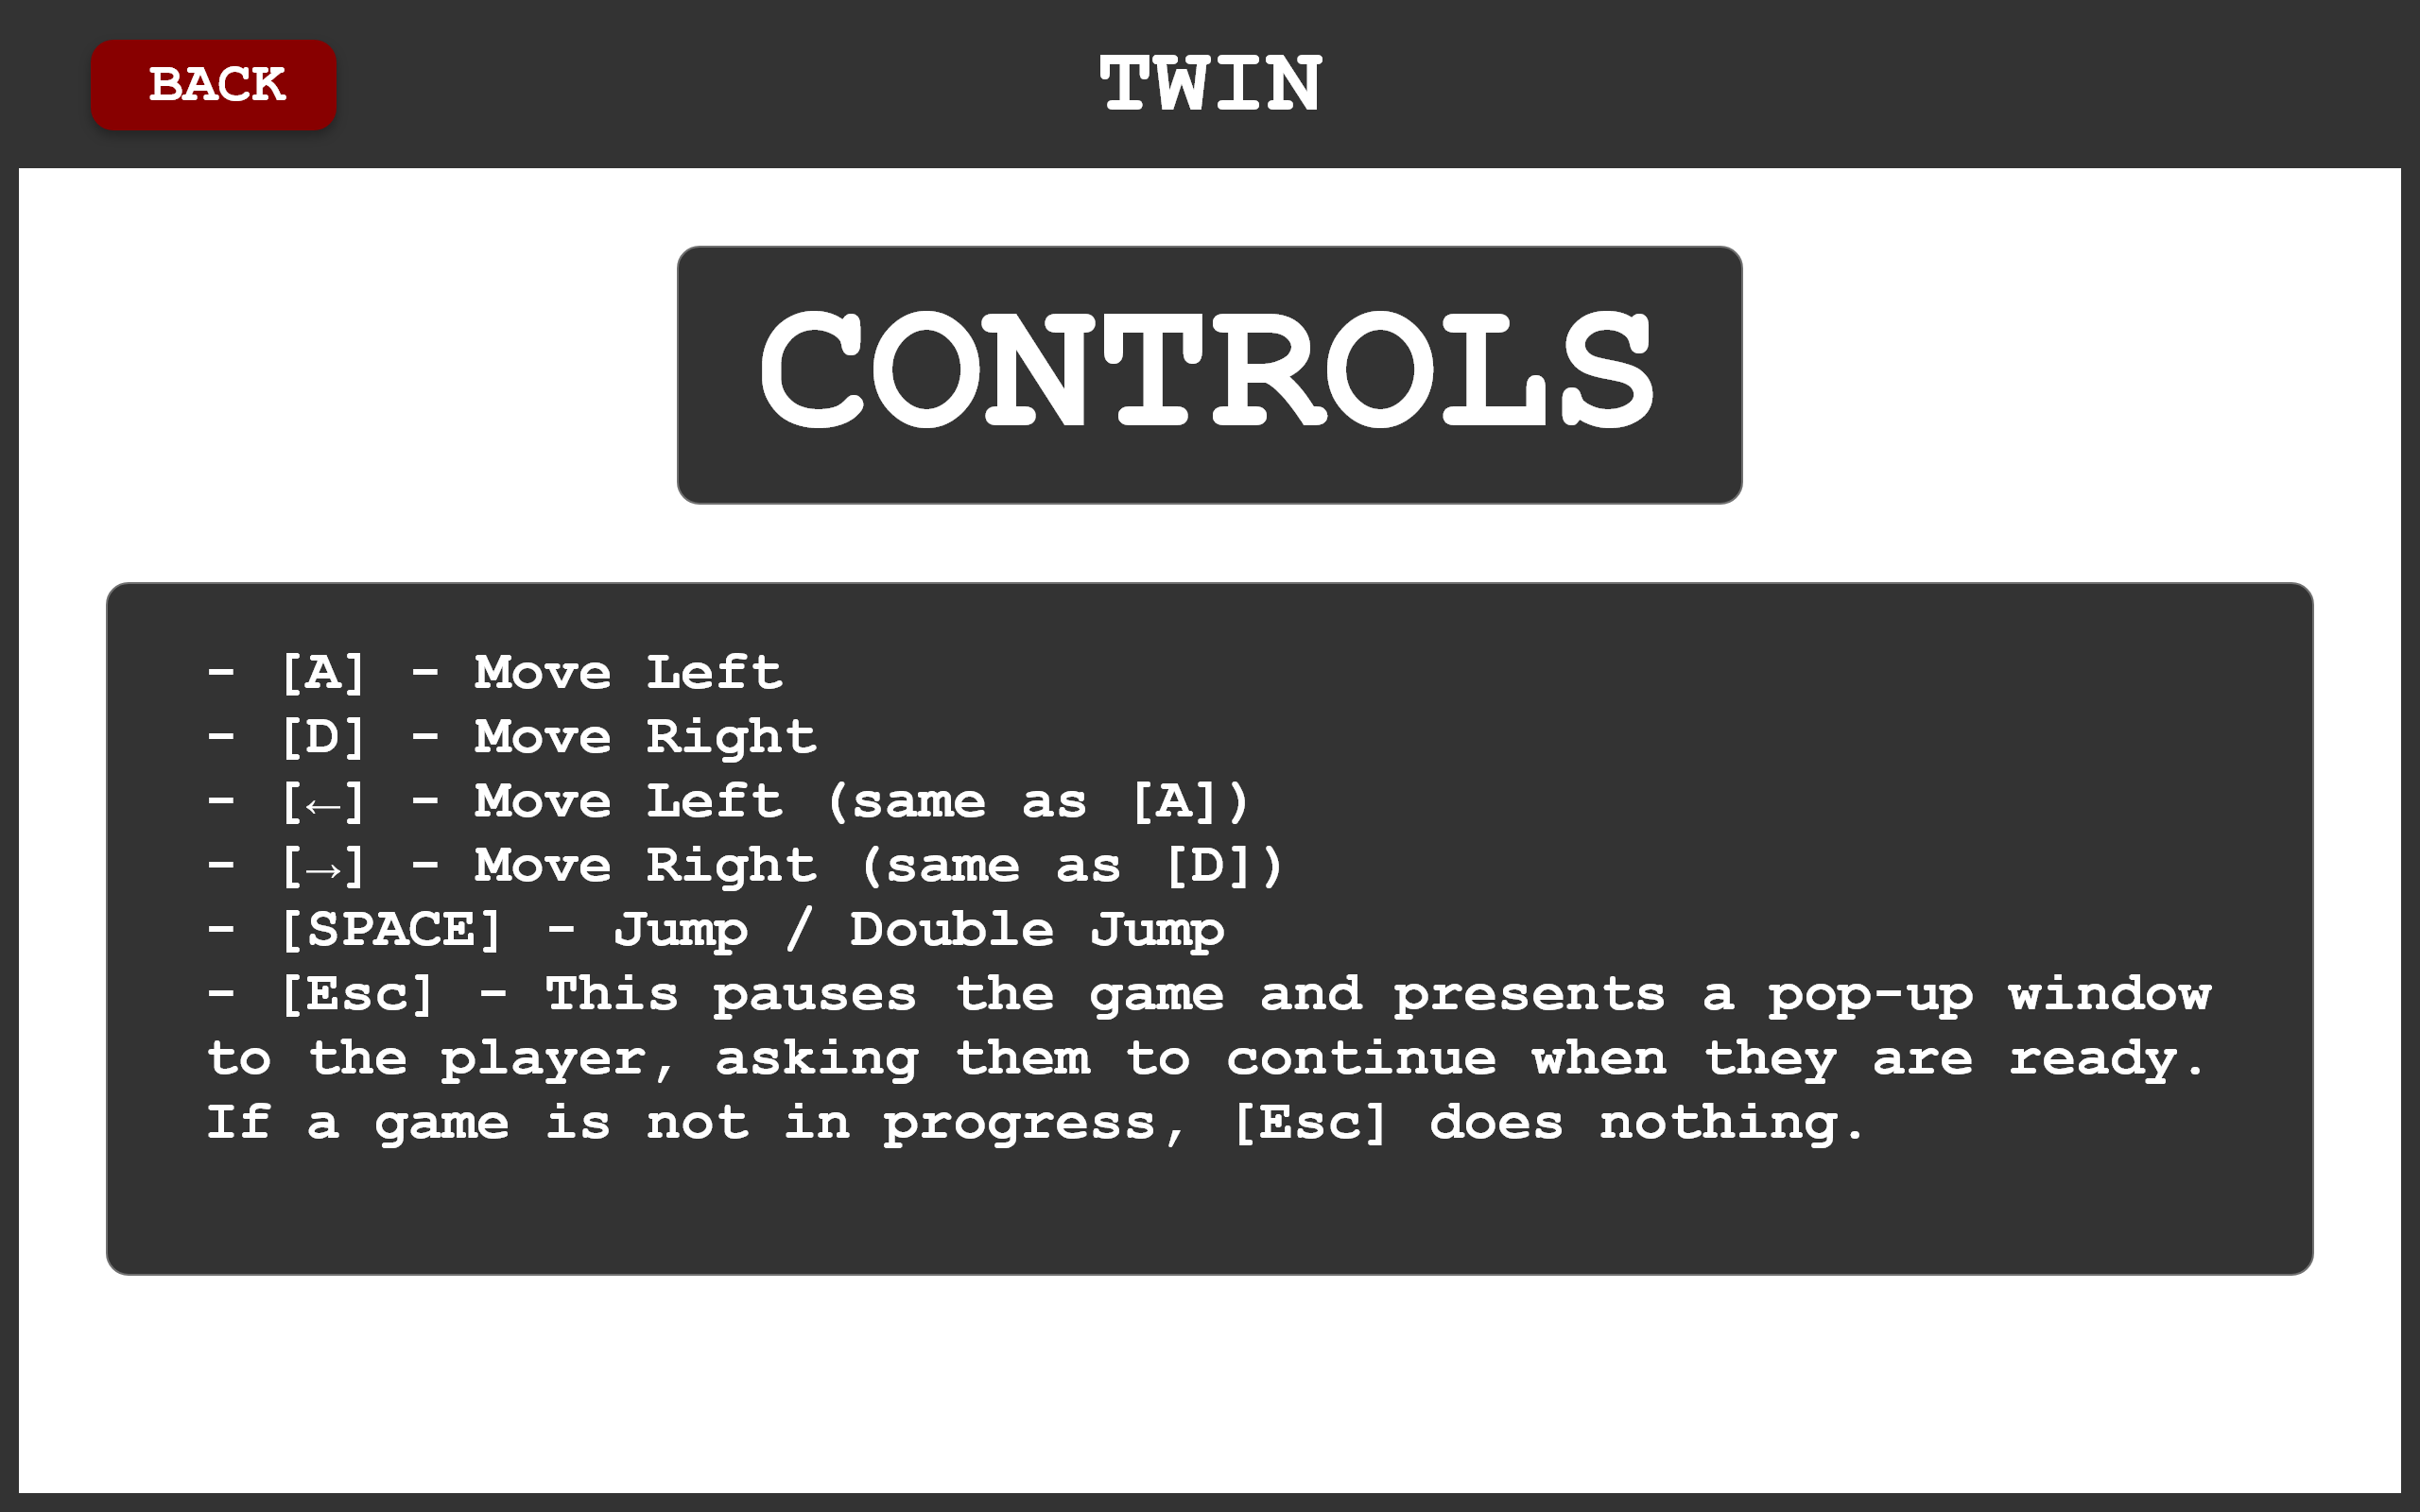 BACK
TWIN
CONTROLS
- [A] - Move Left
- [D] - Move Right
- [←] - Move Left (same as [A])
- [→] - Move Right (same as [D])
- [SPACE] - Jump / Double Jump
- [Esc] - This pauses the game and presents a pop-up window
to the player, asking them to continue when they are ready.
If a game is not in progress, [Esc] does nothing.